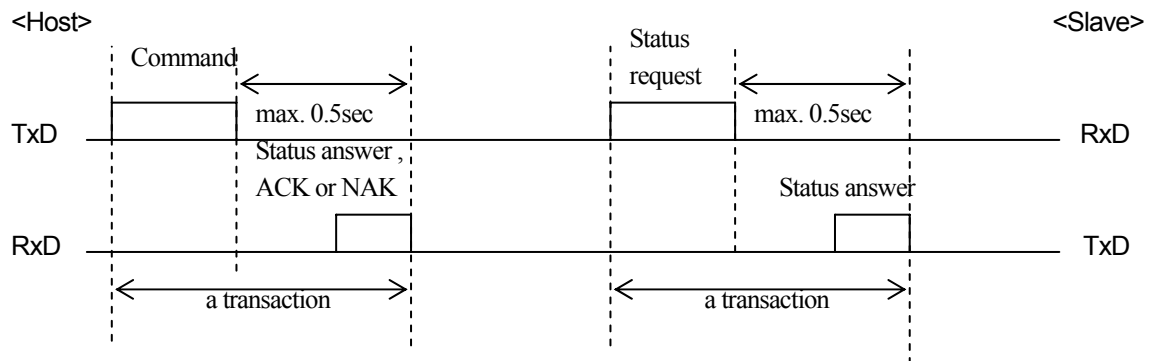 <Host>
<Slave>
Command
Status
request
max. 0.5sec
max. 0.5sec
TxD
RxD
Status answer ,
ACK or NAK
Status answer
RxD
TxD
a transaction
a transaction